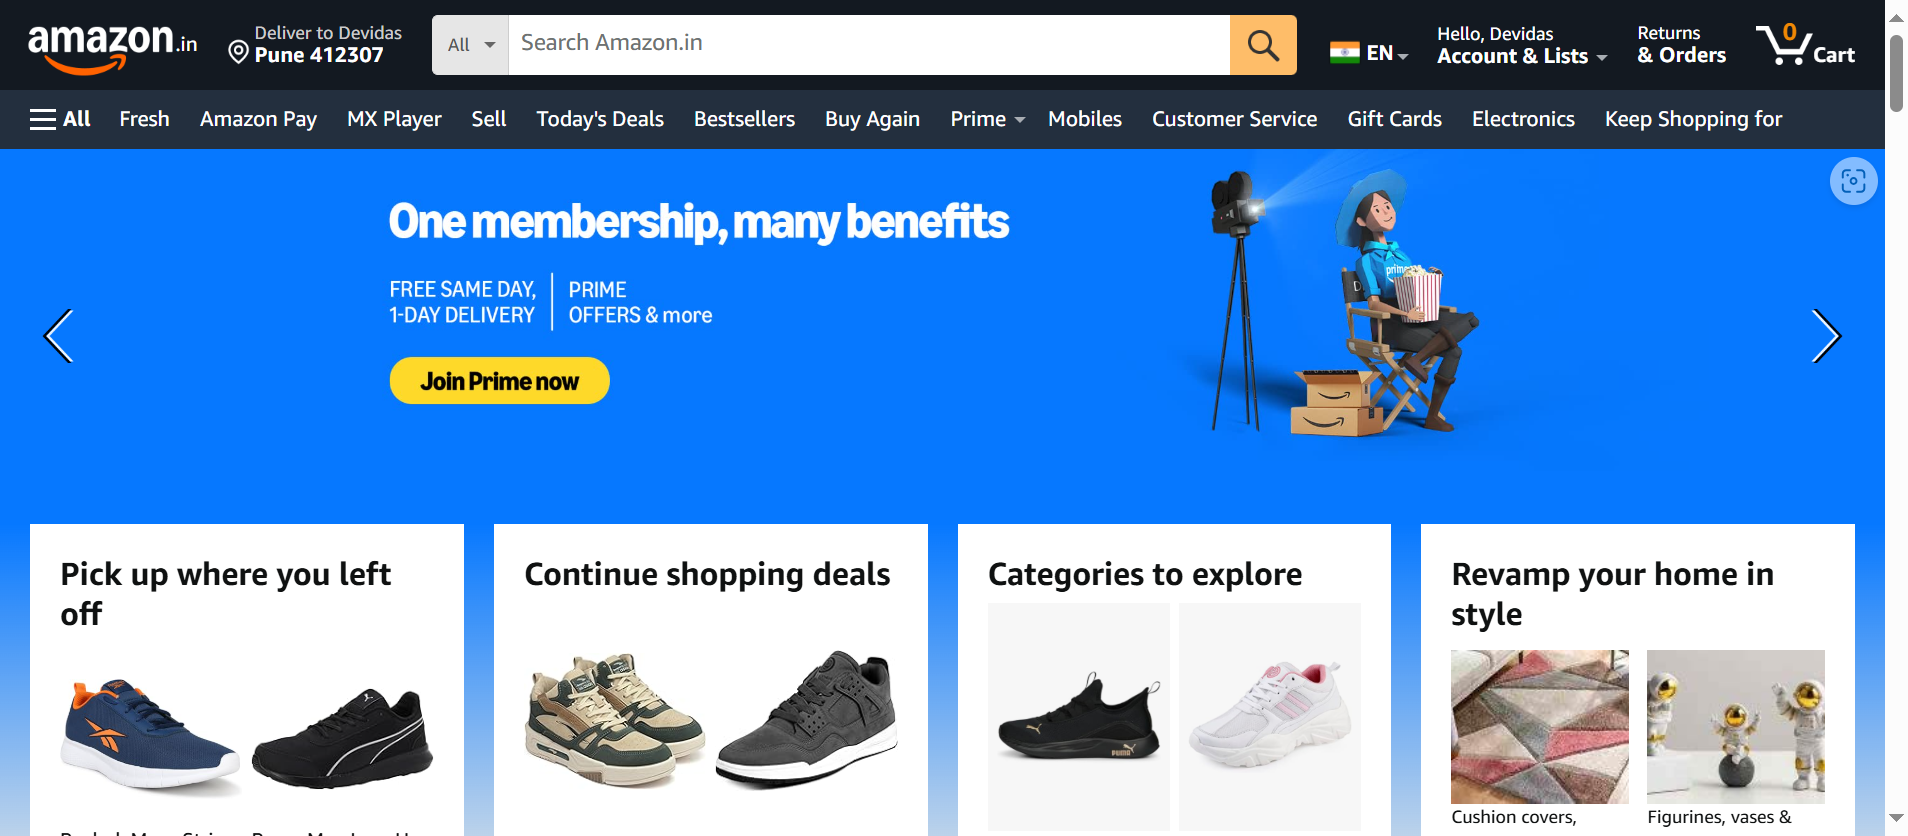 amazon.in
Deliver to Devidas
Pune 412307
All
Search Amazon.in
EN
Hello, Devidas
Account & Lists
Returns
& Orders
0
Cart
All
Fresh
Amazon Pay
MX Player
Sell
Today's Deals
Bestsellers
Buy Again
Prime
Mobiles
Customer Service
Gift Cards
Electronics
Keep Shopping for
One membership, many benefits
FREE SAME DAY,
1-DAY DELIVERY
PRIME
OFFERS & more
Join Prime now
prime
Pick up where you left
off
Continue shopping deals
Categories to explore
PUMA
Revamp your home in
style
Cushion covers,
Figurines, vases &